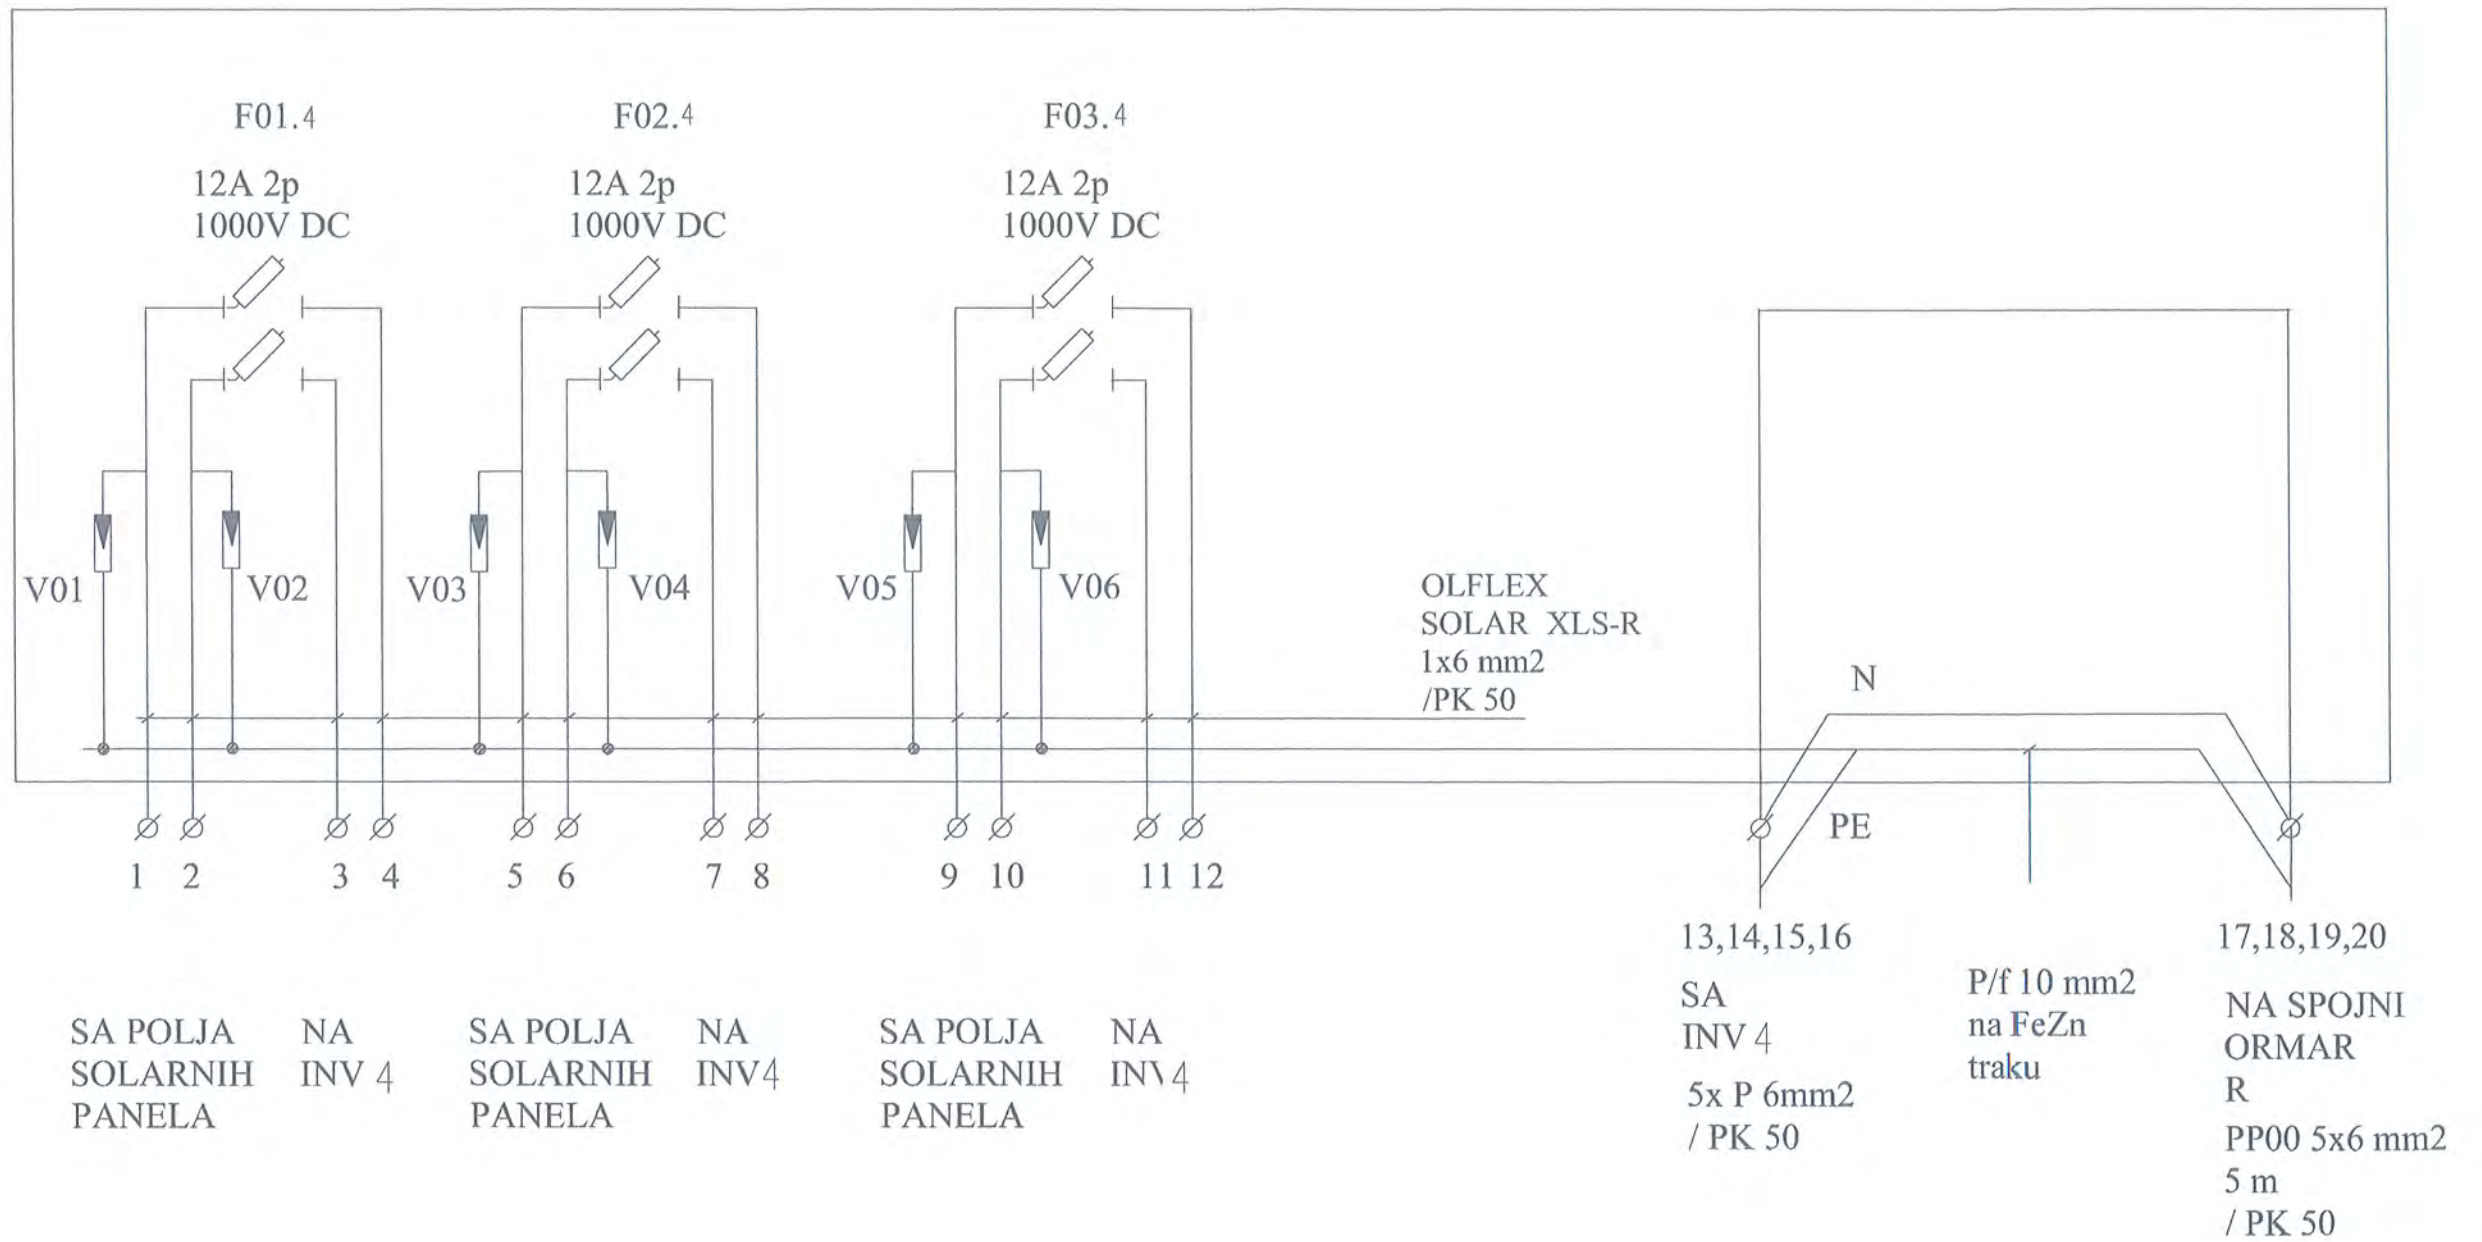 F01.4
F02.4
F03.4
12A 2p
1000V DC
12A 2p
1000V DC
12A 2p
1000V DC
V01
V02
V03
V04
V05
V06
OLFLEX
SOLAR XLS-R
1x6 mm2
/PK 50
N
PE
1 2 3 4 5 6 7 8 9 10 11 12
13,14,15,16
17,18,19,20
SA POLJA
SOLARNIH
PANELA
NA
INV 4
SA POLJA
SOLARNIH
PANELA
NA
INV4
SA POLJA
SOLARNIH
PANELA
NA
INV4
SA
INV 4
5x P 6mm2
/ PK 50
P/f 10 mm2
na FeZn
traku
NA SPOJNI
ORMAR
R
PP00 5x6 mm2
5 m
/ PK 50